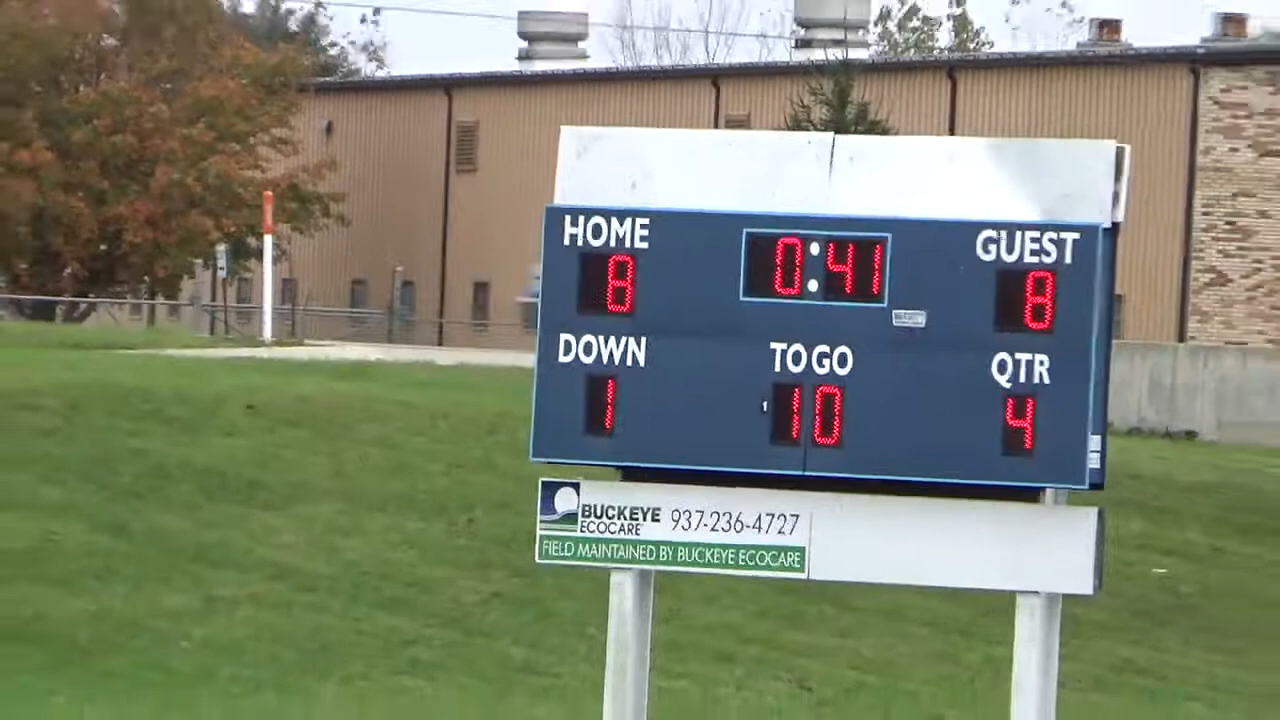 HOME 0:41 GUEST
8 8
DOWN TO GO QTR
1 10 4
BUCKEYE ECOCARE 937-236-4727
FIELD MAINTAINED BY BUCKEYE ECOCARE